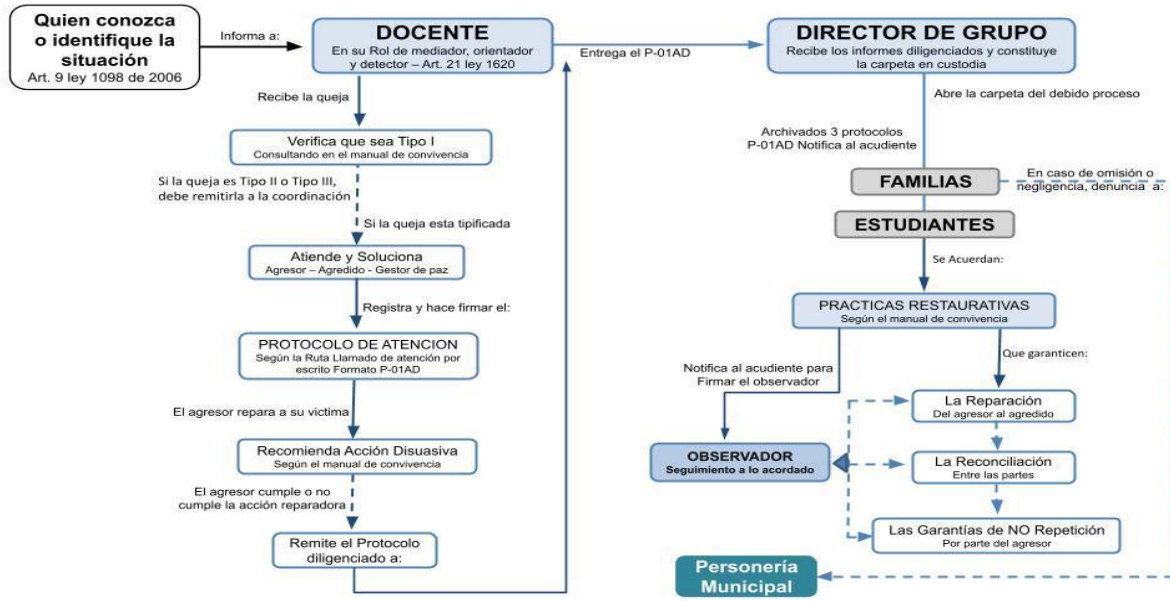 Quien conozca
o identifique la
situación
Art. 9 ley 1098 de 2006
Informa a:
DOCENTE
En su Rol de mediador, orientador
y detector – Art. 21 ley 1620
Entrega el P-01AD
DIRECTOR DE GRUPO
Recibe los informes diligenciados y constituye
la carpeta en custodia
Recibe la queja
Verifica que sea Tipo I
Consultando en el manual de convivencia
Si la queja es Tipo II o Tipo III,
debe remitirla a la coordinación
Si la queja esta tipificada
Atiende y Soluciona
Agresor – Agredido - Gestor de paz
Registra y hace firmar el:
PROTOCOLO DE ATENCION
Según la Ruta Llamado de atención por
escrito Formato P-01AD
El agresor repara a su victima
Recomienda Acción Disuasiva
Según el manual de convivencia
El agresor cumple o no
cumple la acción reparadora
Remite el Protocolo
diligenciado a:
Abre la carpeta del debido proceso
Archivados 3 protocolos
P-01AD Notifica al acudiente
FAMILIAS
En caso de omisión o
negligencia, denuncia a:
ESTUDIANTES
Se Acuerdan:
PRACTICAS RESTAURATIVAS
Según el manual de convivencia
Notifica al acudiente para
Firmar el observador
Que garanticen:
La Reparación
Del agresor al agredido
OBSERVADOR
Seguimiento a lo acordado
La Reconciliación
Entre las partes
Las Garantías de NO Repetición
Por parte del agresor
Personería
Municipal